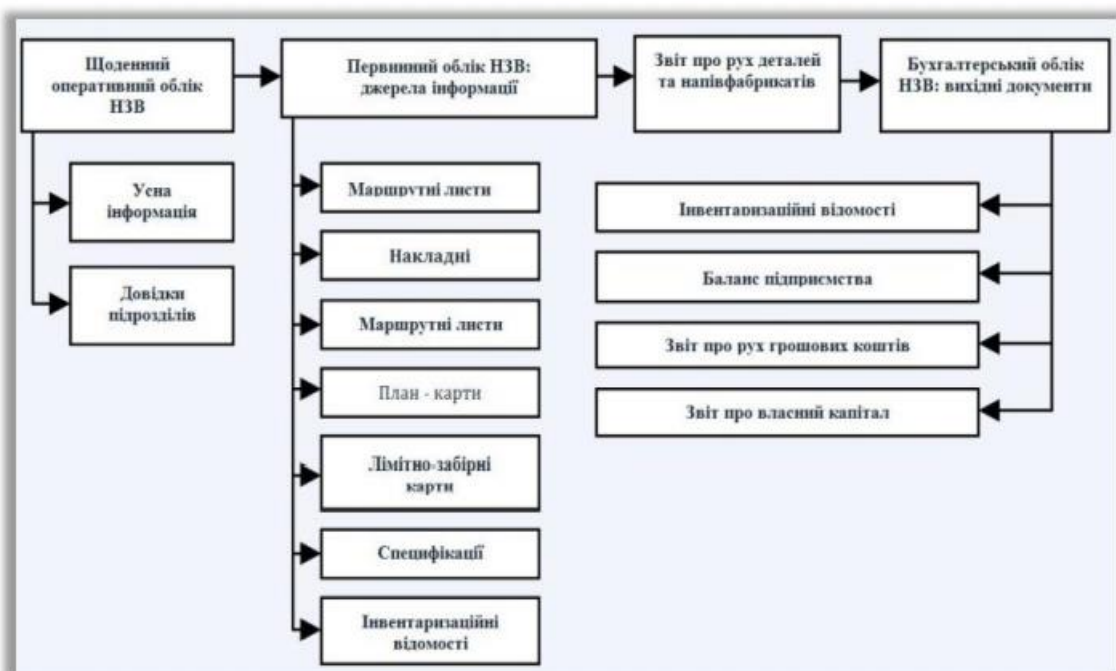 Щоденний
оперативний облік
НЗВ
Усна
інформація
Довідки
підрозділів
Первинний облік НЗВ:
джерела інформації
Маршрутні листи
Накладні
Маршрутні листи
План - карти
Лімітно-забірні
карти
Специфікації
Інвентаризаційні
відомості
Звіт про рух деталей
та напівфабрикатів
Бухгалтерський облік
НЗВ: вихідні документи
Інвентаризаційні відомості
Баланс підприємства
Звіт про рух грошових коштів
Звіт про власний капітал